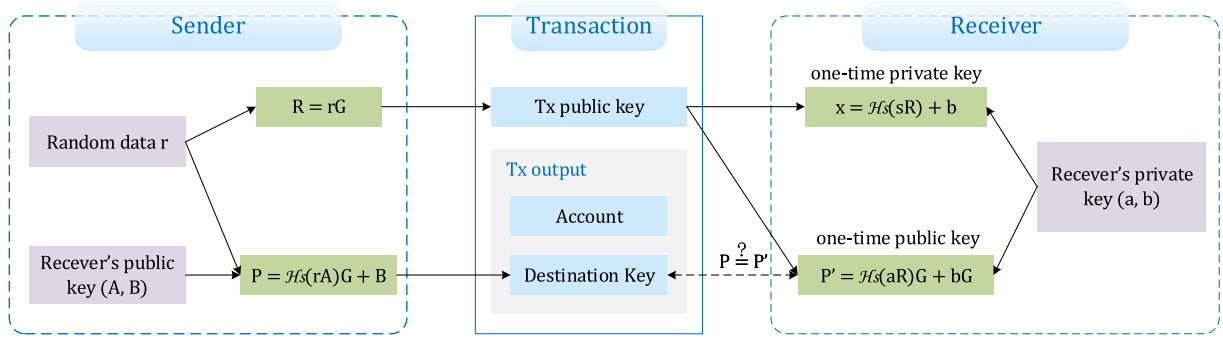 Sender
Transaction
Receiver
R = rG
Random data r
Recever's public
key (A, B)
P = ℋs(rA)G + B
Tx public key
Tx output
Account
Destination Key
P ≟ P'
one-time private key
x = ℋs(sR) + b
Recever's private
key (a, b)
one-time public key
P' = ℋs(aR)G + bG